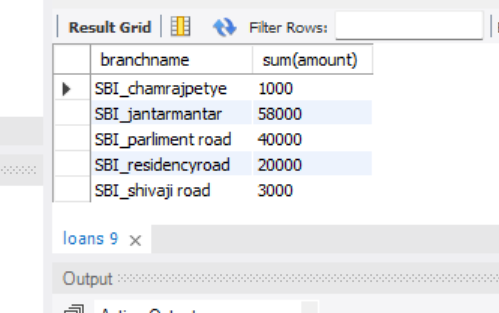 Result Grid Filter Rows:
branchname sum(amount)
SBI_chamrajpetye 1000
SBI_jantarmantar 58000
SBI_parliment road 40000
SBI_residencyroad 20000
SBI_shivaji road 3000
loans 9
Output